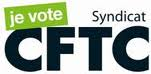 je vote
Syndicat
CFTC